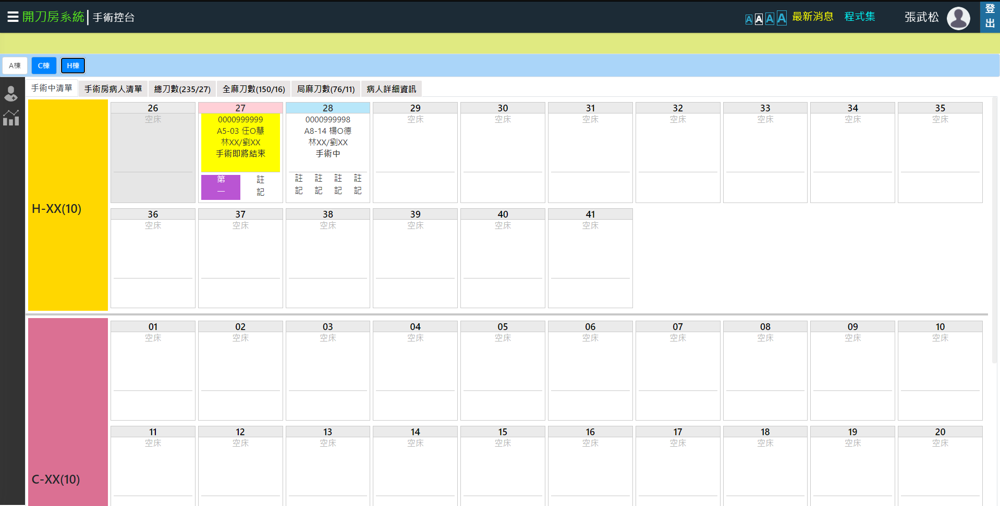 開刀房系統 手術控台
A A A A 最新消息 程式集 張武松 登出
A棟 C棟 H棟
手術中清單 手術房病人清單 總刀數(235/27) 全麻刀數(150/16) 局麻刀數(76/11) 病人詳細資訊
H-XX(10)
26 27 28 29 30 31 32 33 34 35
空床 0000999999 0000999998 空床 空床 空床 空床 空床 空床 空床
A5-03 任O慧 A8-14 楊O德
林XX/劉XX 林XX/劉XX
手術即將結束 手術中
第一 註記 註記 註記 註記 註記
36 37 38 39 40 41
空床 空床 空床 空床 空床 空床
C-XX(10)
01 02 03 04 05 06 07 08 09 10
空床 空床 空床 空床 空床 空床 空床 空床 空床 空床
11 12 13 14 15 16 17 18 19 20
空床 空床 空床 空床 空床 空床 空床 空床 空床 空床